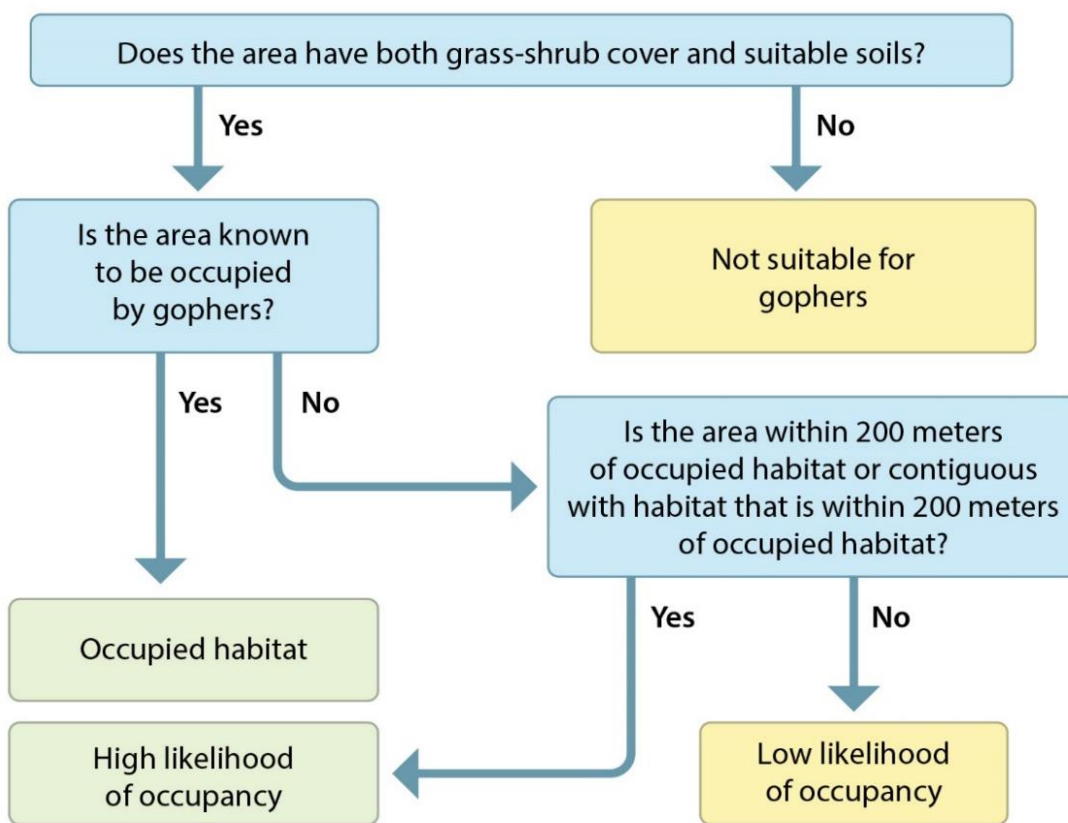 Does the area have both grass-shrub cover and suitable soils?
Yes
No
Is the area known
to be occupied
by gophers?
Not suitable for
gophers
Yes
No
Is the area within 200 meters
of occupied habitat or contiguous
with habitat that is within 200 meters
of occupied habitat?
Yes
No
Occupied habitat
High likelihood
of occupancy
Low likelihood
of occupancy